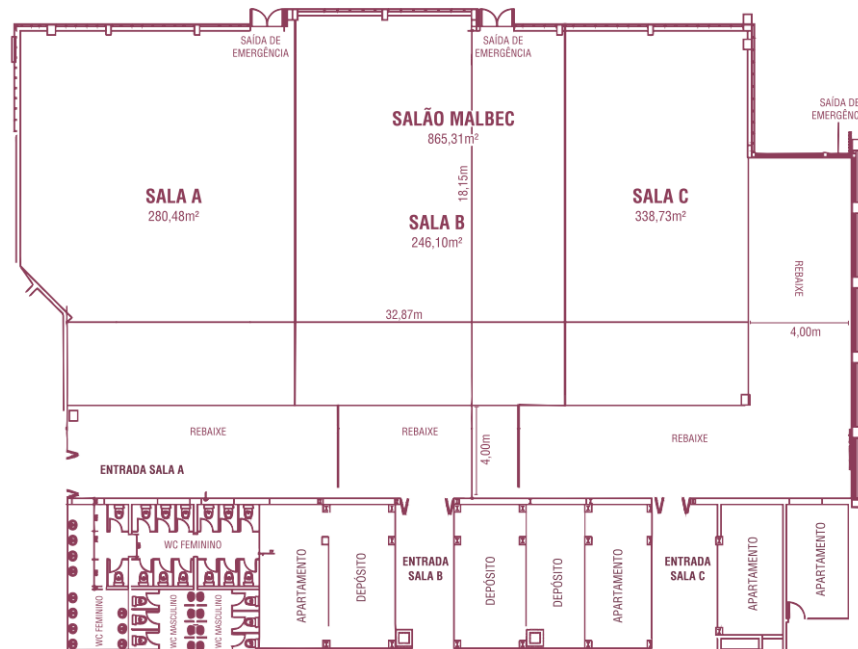 SAÍDA DE
EMERGÊNCIA
SAÍDA DE
EMERGÊNCIA
SAÍDA DE
EMERGÊNC
SALÃO MALBEC
865,31m²
18,15m
SALA A
280,48m²
SALA B
246,10m²
SALA C
338,73m²
REBAIXE
32,87m
4,00m
REBAIXE
REBAIXE
4,00m
REBAIXE
ENTRADA SALA A
WC FEMININO
APARTAMENTO
DEPÓSITO
ENTRADA
SALA B
DEPÓSITO
DEPÓSITO
APARTAMENTO
ENTRADA
SALA C
APARTAMENTO
APARTAMENTO
WC FEMININO
WC MASCULINO
WC MASCULINO